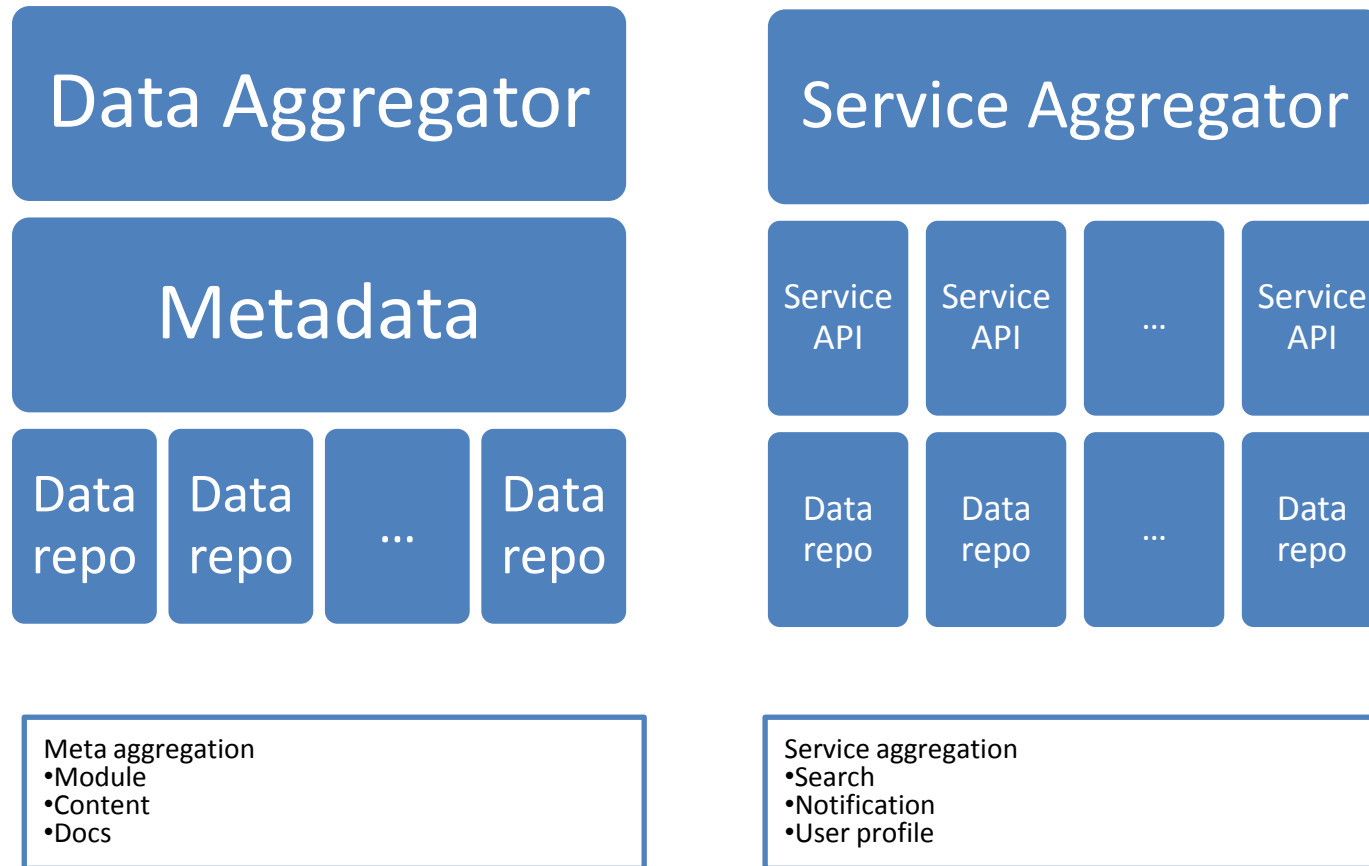 Data Aggregator
Metadata
Data
repo
Data
repo
...
Data
repo
Meta aggregation
•Module
•Content
•Docs
Service Aggregator
Service
API
Service
API
...
Service
API
Data
repo
Data
repo
...
Data
repo
Service aggregation
•Search
•Notification
•User profile